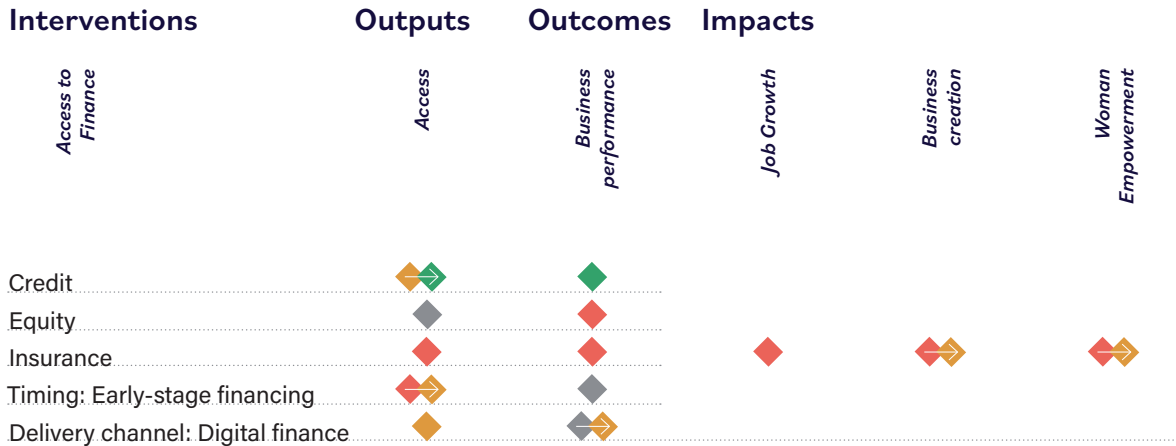 Interventions Outputs Outcomes Impacts
Access to
Finance
Access
Business
performance
Job Growth
Business
creation
Woman
Empowerment
Credit
Equity
Insurance
Timing: Early-stage financing
Delivery channel: Digital finance